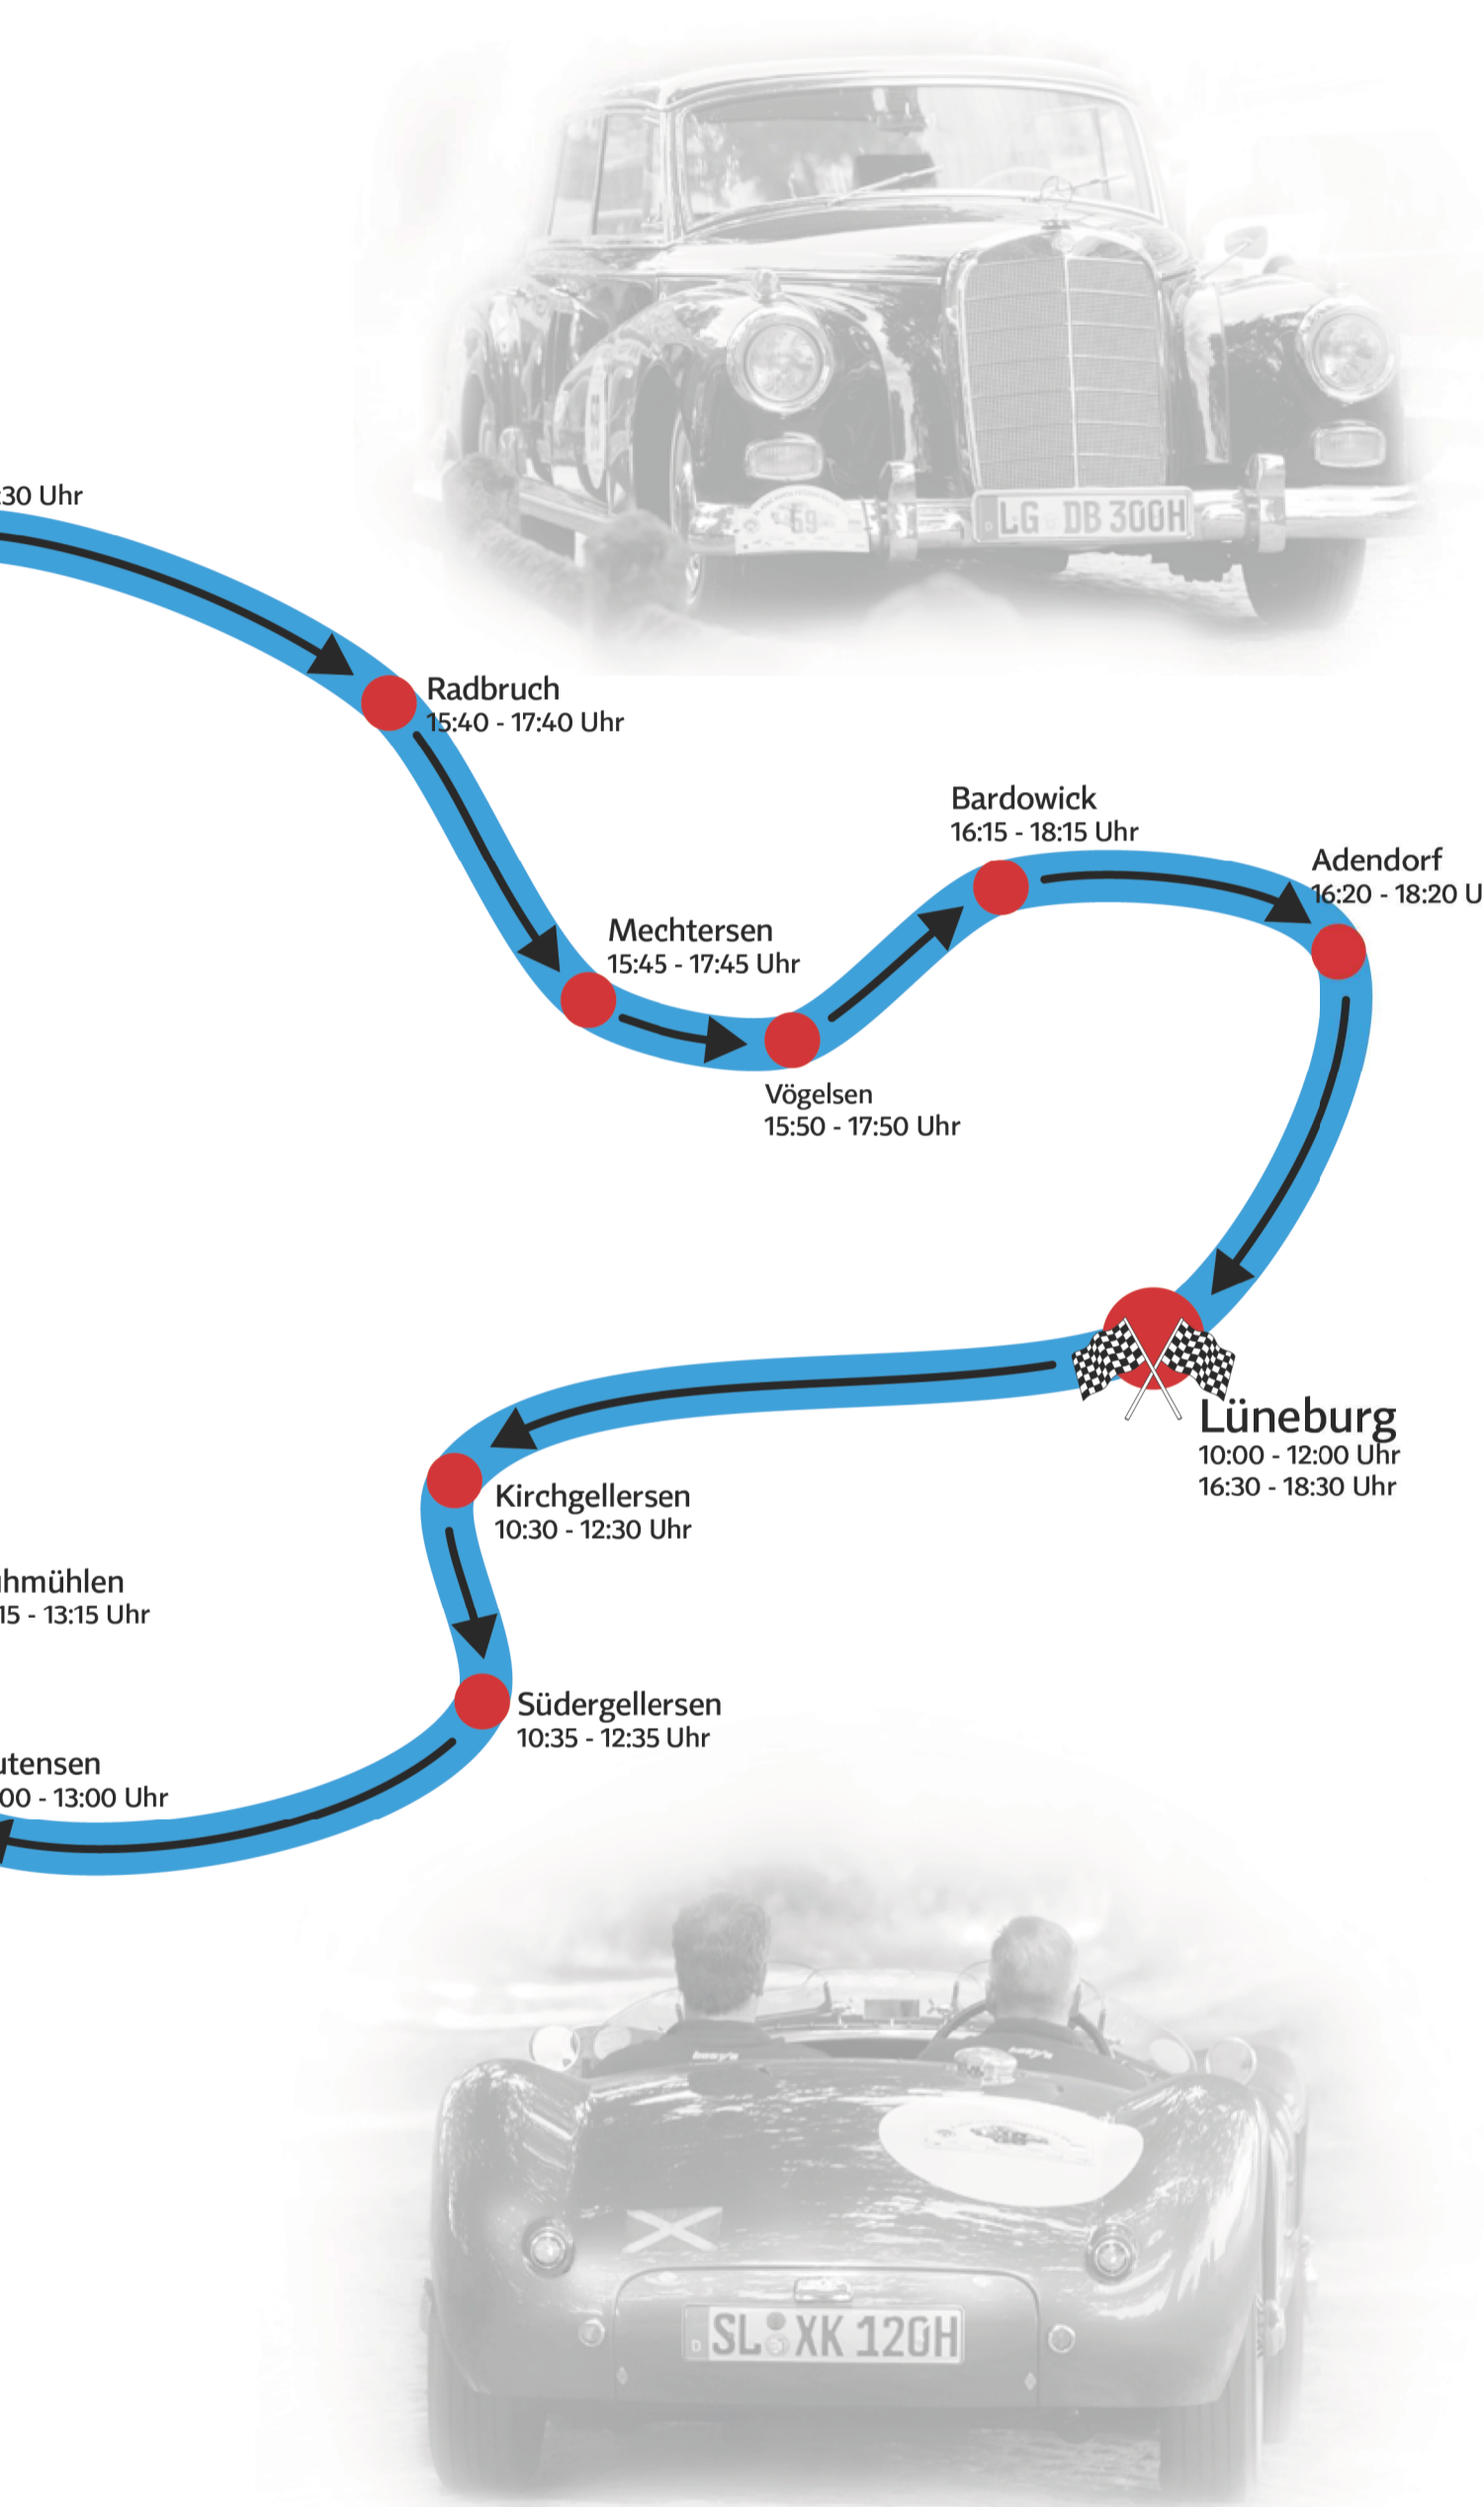 LG DB 300H
59
:30 Uhr
Radbruch
15:40 - 17:40 Uhr
Bardowick
16:15 - 18:15 Uhr
Adendorf
16:20 - 18:20 U
Mechtersen
15:45 - 17:45 Uhr
Vögelsen
15:50 - 17:50 Uhr
Lüneburg
10:00 - 12:00 Uhr
16:30 - 18:30 Uhr
Kirchgellersen
10:30 - 12:30 Uhr
hmühlen
15 - 13:15 Uhr
Südergellersen
10:35 - 12:35 Uhr
utensen
00 - 13:00 Uhr
D SL XK 120H